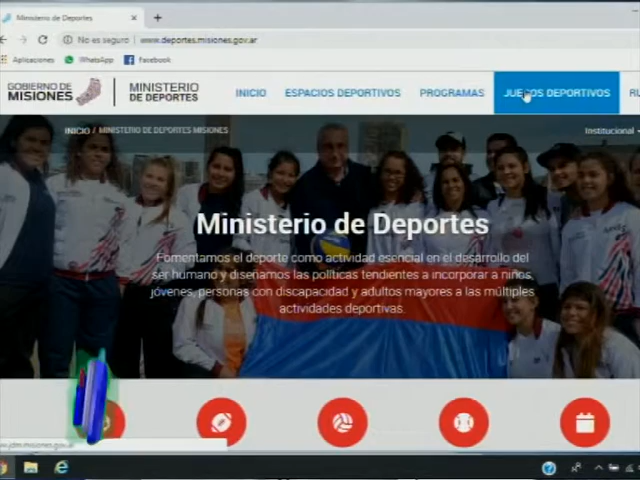 Ministerio de Deportes
No es seguro | www.deportes.misiones.gov.ar
Aplicaciones WhatsApp Facebook
GOBIERNO DE
MISIONES
MINISTERIO
DE DEPORTES
INICIO ESPACIOS DEPORTIVOS PROGRAMAS JUEGOS DEPORTIVOS
INICIO / MINISTERIO DE DEPORTES MISIONES
Institucional
Ministerio de Deportes
Fomentamos el deporte como actividad esencial en el desarrollo del
ser humano y diseñamos las políticas tendientes a incorporar a niños,
jóvenes, personas con discapacidad y adultos mayores a las múltiples
actividades deportivas.